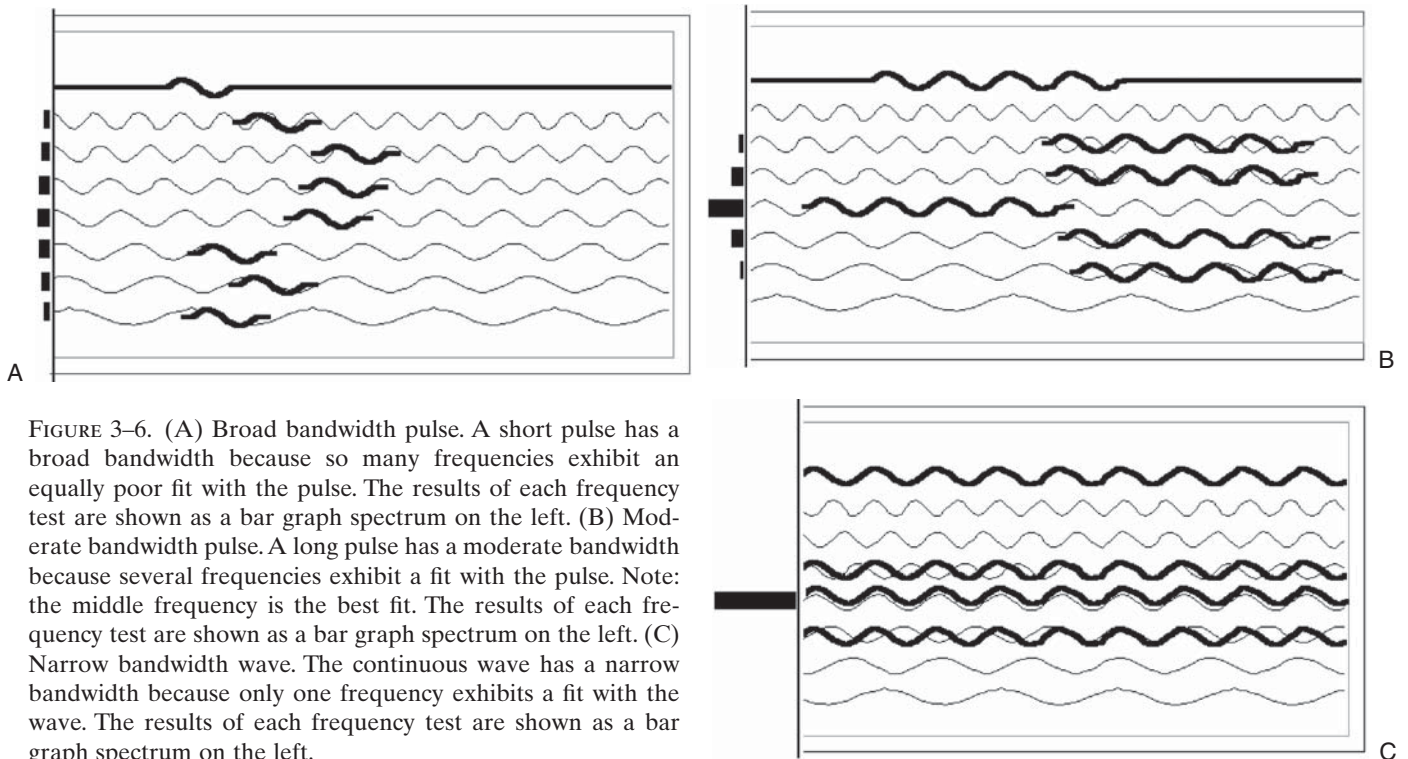 A
B
FIGURE 3–6. (A) Broad bandwidth pulse. A short pulse has a
broad bandwidth because so many frequencies exhibit an
equally poor fit with the pulse. The results of each frequency
test are shown as a bar graph spectrum on the left. (B) Mod-
erate bandwidth pulse. A long pulse has a moderate bandwidth
because several frequencies exhibit a fit with the pulse. Note:
the middle frequency is the best fit. The results of each fre-
quency test are shown as a bar graph spectrum on the left. (C)
Narrow bandwidth wave. The continuous wave has a narrow
bandwidth because only one frequency exhibits a fit with the
wave. The results of each frequency test are shown as a bar
graph spectrum on the left.
C